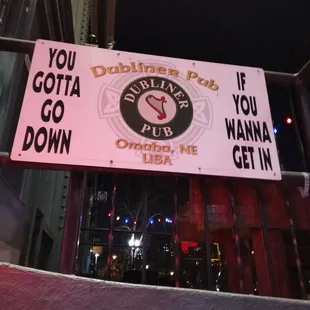 YOU
GOTTA
GO
DOWN
Dubliner Pub
DUBLINER
PUB
Omaha, NE
USA
IF
YOU
WANNA
GET IN